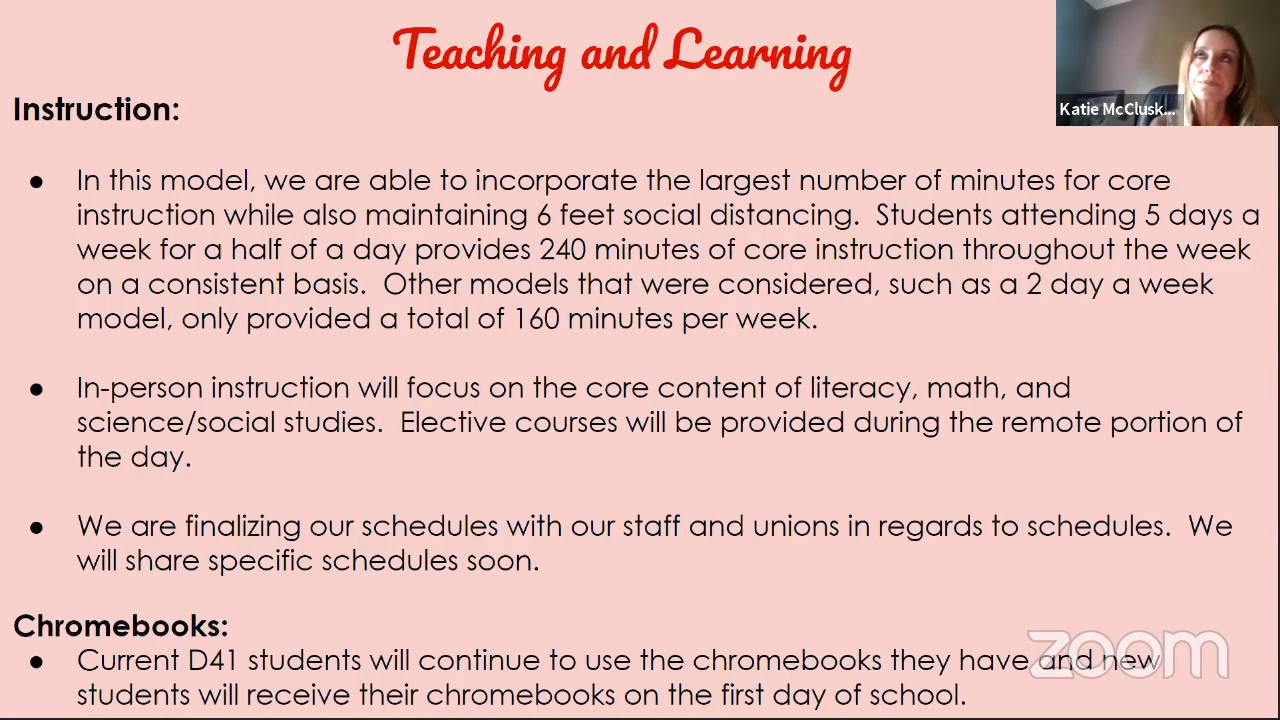 Teaching and Learning
Katie McClusk...
Instruction:
● In this model, we are able to incorporate the largest number of minutes for core
instruction while also maintaining 6 feet social distancing.  Students attending 5 days a
week for a half of a day provides 240 minutes of core instruction throughout the week
on a consistent basis.  Other models that were considered, such as a 2 day a week
model, only provided a total of 160 minutes per week.
● In-person instruction will focus on the core content of literacy, math, and
science/social studies.  Elective courses will be provided during the remote portion of
the day.
● We are finalizing our schedules with our staff and unions in regards to schedules.  We
will share specific schedules soon.
Chromebooks:
● Current D41 students will continue to use the chromebooks they have and new
students will receive their chromebooks on the first day of school.
zoom